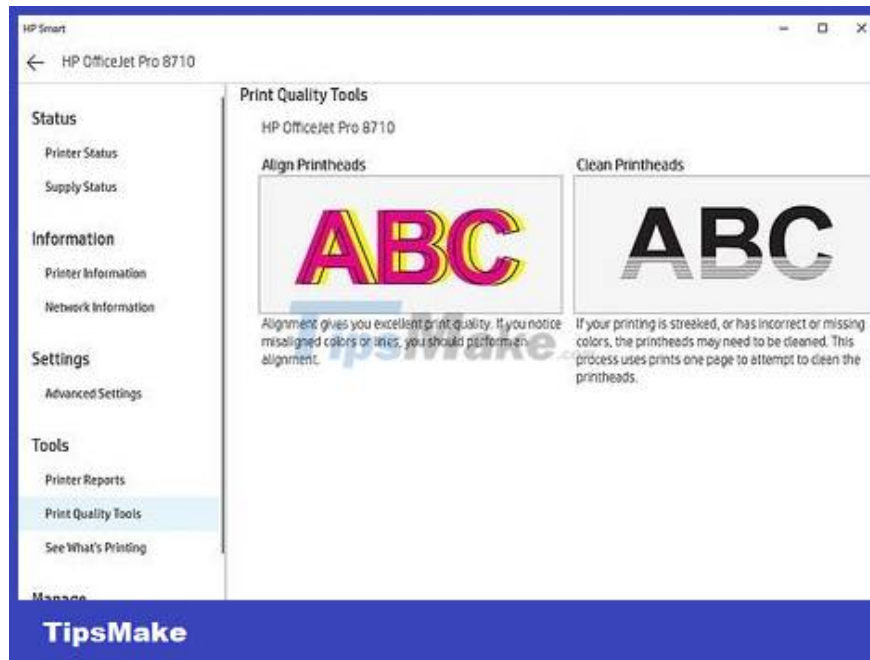 HP Smart
HP OfficeJet Pro 8710
Status
Printer Status
Supply Status
Information
Printer Information
Network Information
Settings
Advanced Settings
Tools
Printer Reports
Print Quality Tools
See What's Printing
Manage
Print Quality Tools
HP OfficeJet Pro 8710
Align Printheads
ABC
Alignment gives you excellent print quality. If you notice
misaligned colors or lines, you should perform an
alignment.
Clean Printheads
ABC
If your printing is streaked, or has incorrect or missing
colors, the printheads may need to be cleaned. This
process uses prints one page to attempt to clean the
printheads.
TipsMake.com
TipsMake